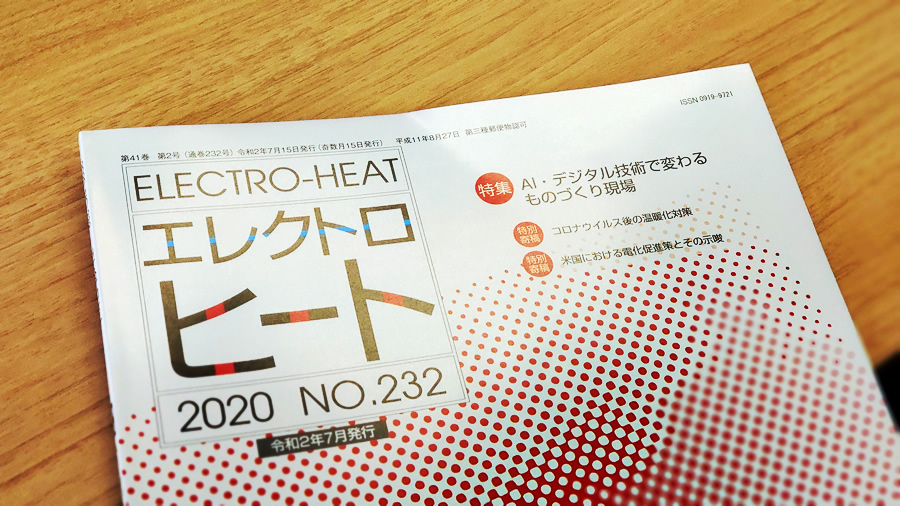 ISSN 0919-9721
第41巻 第2号（通巻232号）令和2年7月15日発行（奇数月15日発行） 平成11年8月27日 第三種郵便物認可
ELECTRO-HEAT
エレクトロ
ヒート
2020 NO.232
令和2年7月発行
特集
AI・デジタル技術で変わる
ものづくり現場
特別
寄稿
コロナウイルス後の温暖化対策
特別
寄稿
米国における電化促進策とその示唆